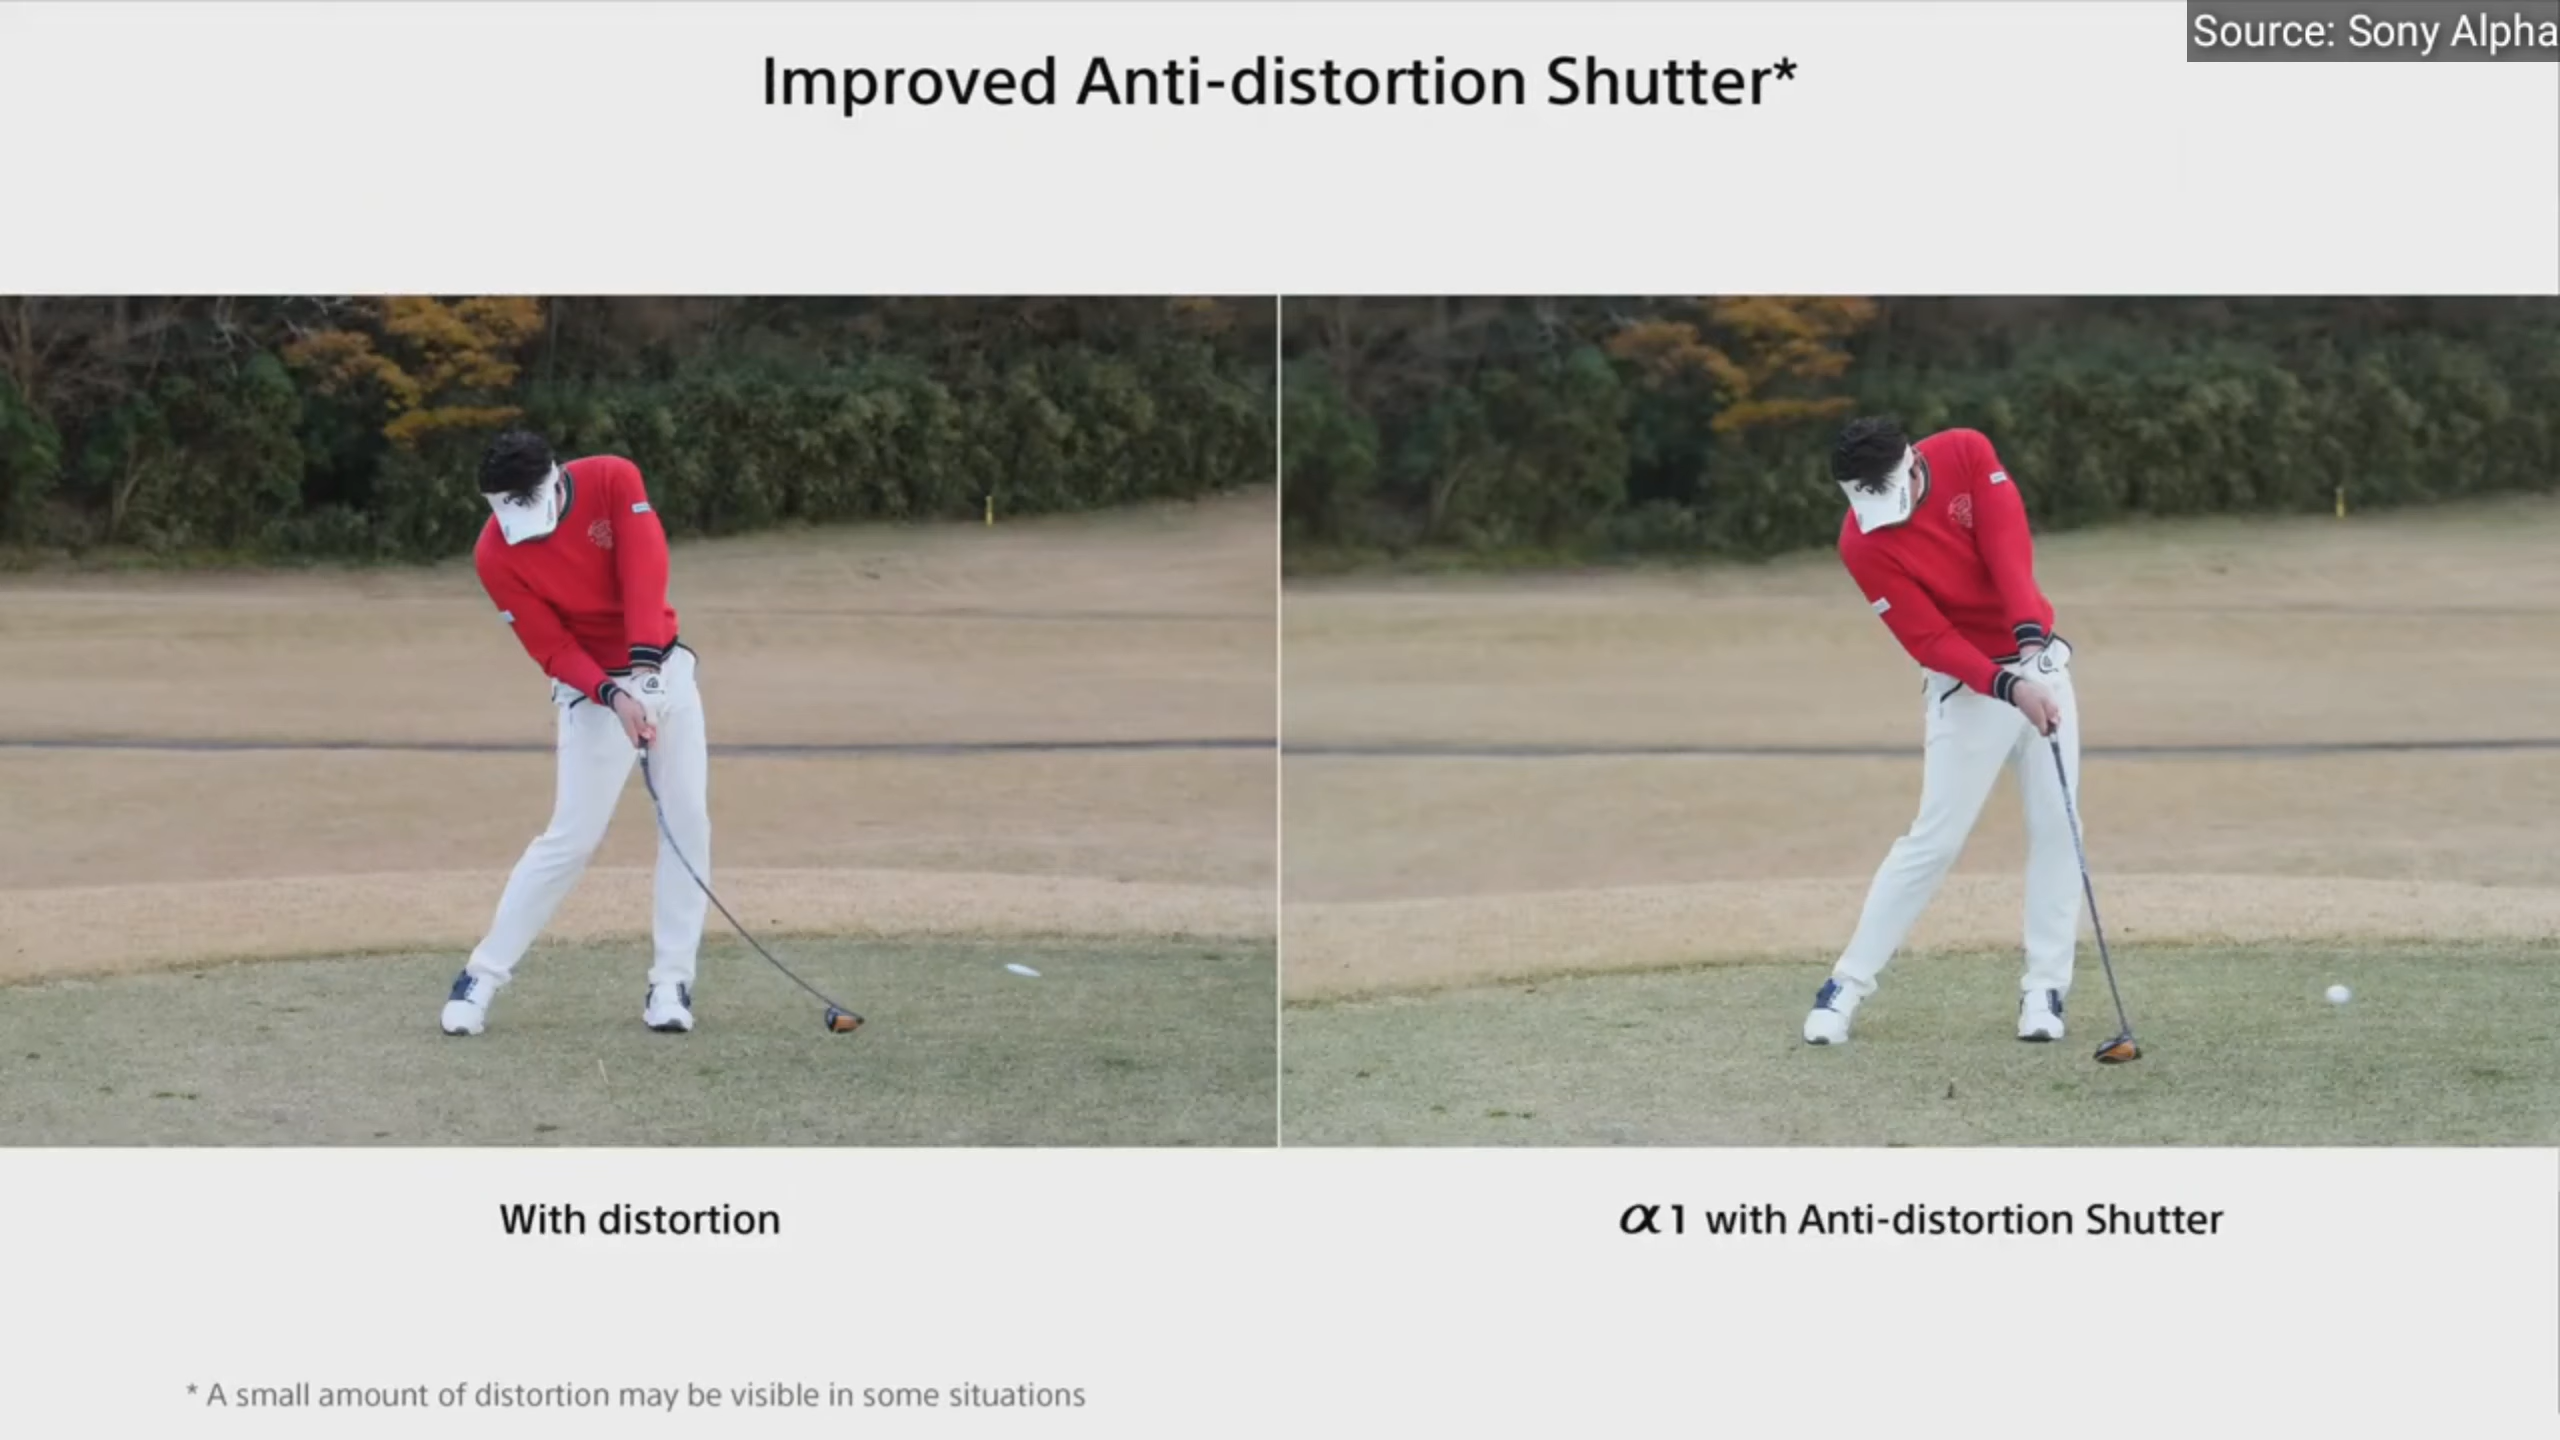 Source: Sony Alpha
Improved Anti-distortion Shutter*
With distortion
α1 with Anti-distortion Shutter
* A small amount of distortion may be visible in some situations